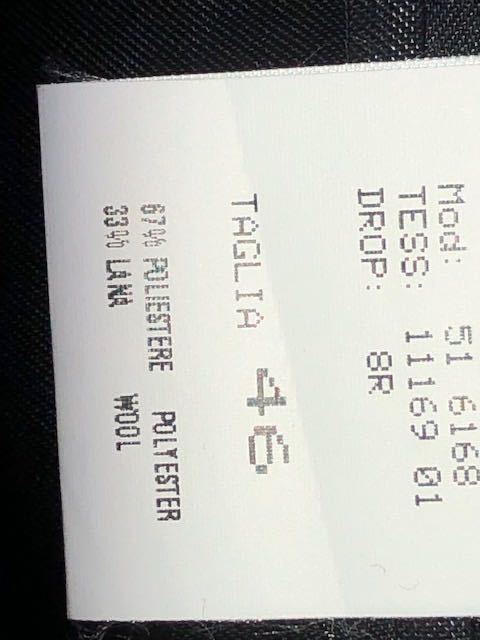 Mod: 51 6168
TESS: 11169 01
DROP: 8R
TAGLIA 46
67% POLIESTERE POLYESTER
33% LANA WOOL